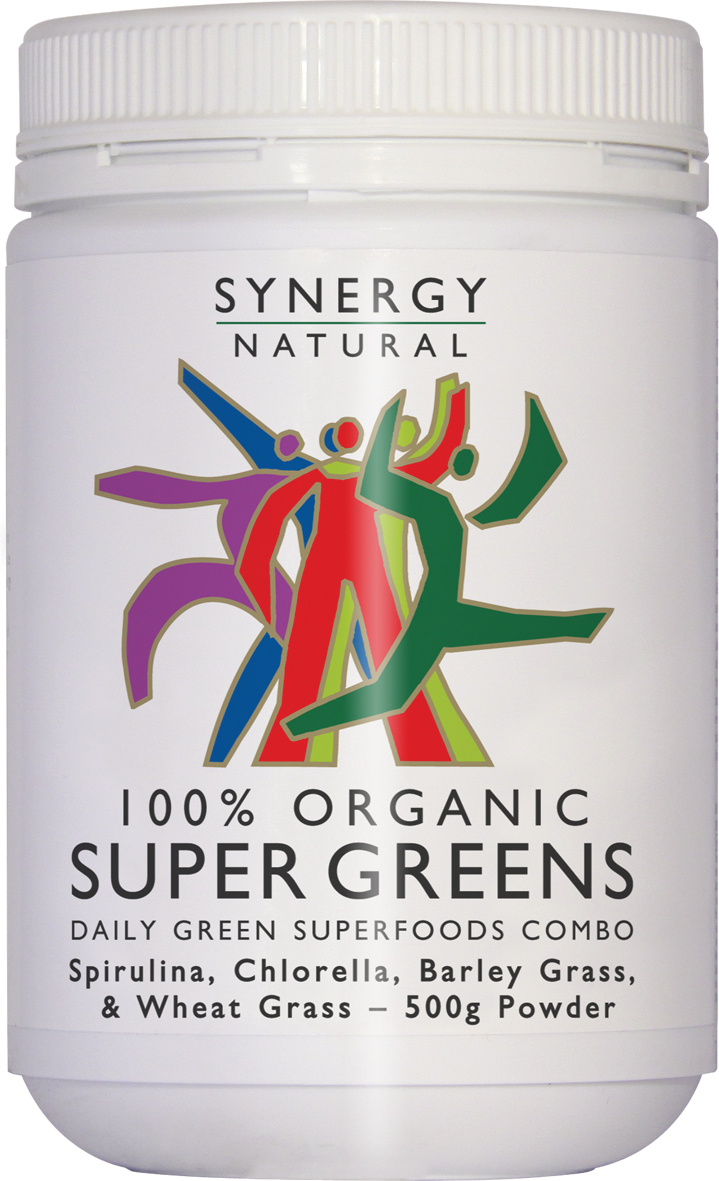 SYNERGY
NATURAL
100% ORGANIC
SUPER GREENS
DAILY GREEN SUPERFOODS COMBO
Spirulina, Chlorella, Barley Grass,
& Wheat Grass – 500g Powder